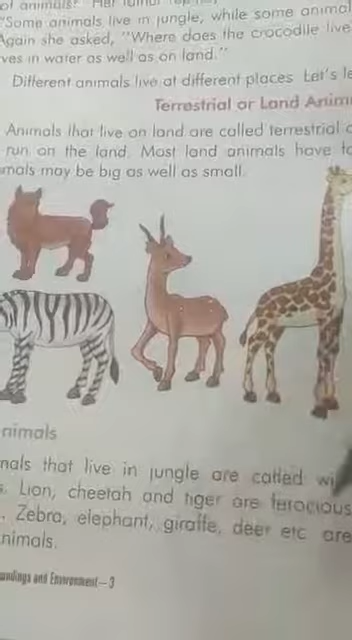 of animals? Her
"Some animals live in jungle, while some animal
Again she asked, "Where does the crocodile live
ves in water as well as on land."
Different animals live at different places Let's le
Terrestrial or Land Anim
Animals that live on land are called terrestrial a
run on the land. Most land animals have fo
mals may be big as well as small.
nimals
nals that live in jungle are called wi
s. Lion, cheetah and tiger are ferocious
. Zebra, elephant, giraffe, deer etc are
nimals.
undings and Environment–3